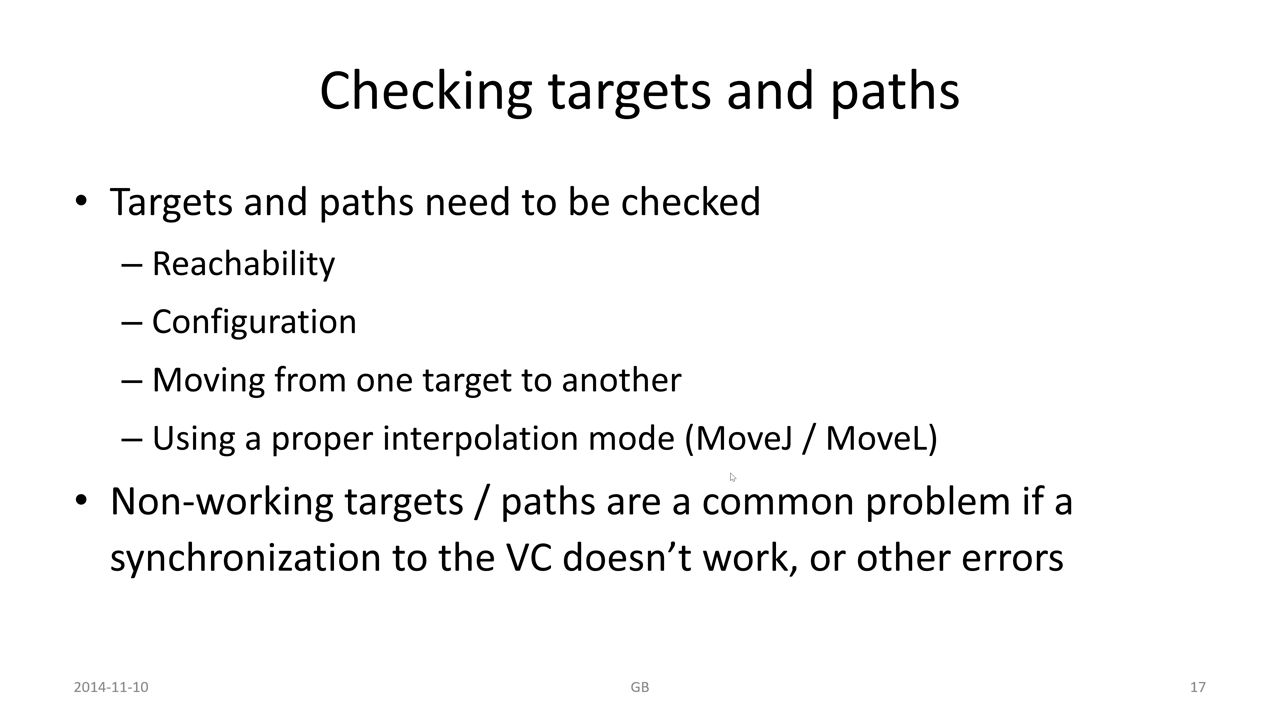 Checking targets and paths
• Targets and paths need to be checked
– Reachability
– Configuration
– Moving from one target to another
– Using a proper interpolation mode (MoveJ / MoveL)
• Non-working targets / paths are a common problem if a
synchronization to the VC doesn’t work, or other errors
2014-11-10
GB
17